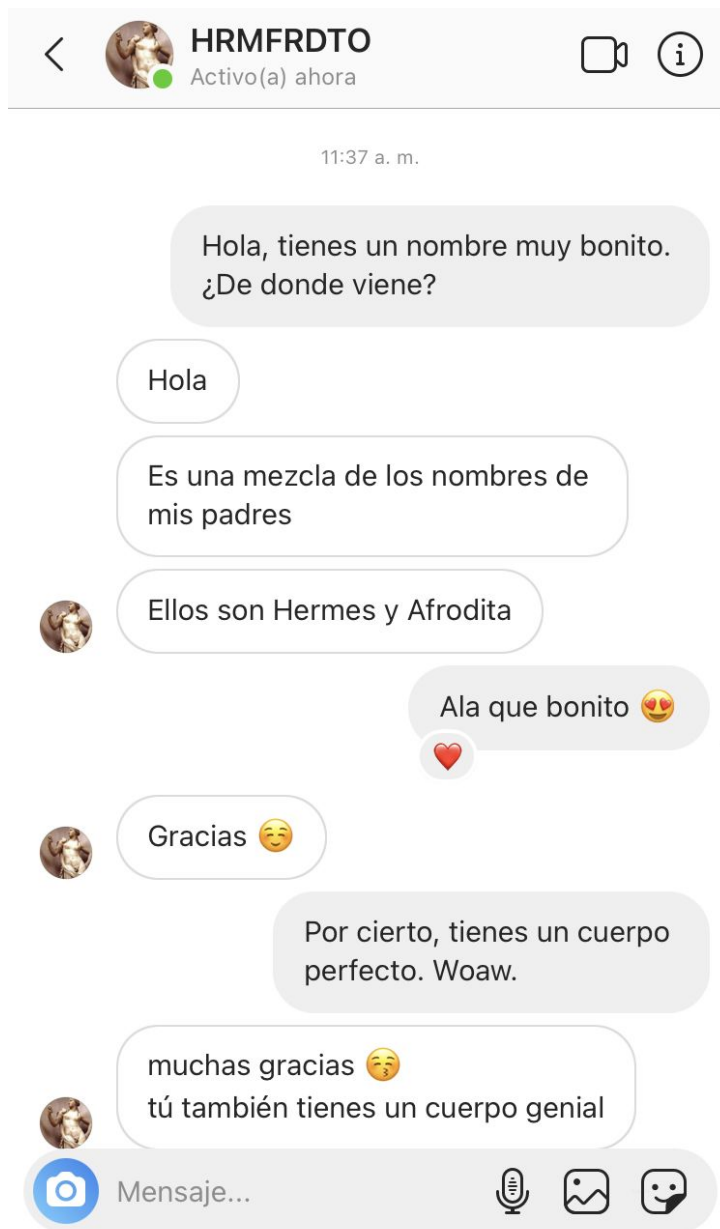 HRMFRDTO
Activo(a) ahora
11:37 a. m.
Hola, tienes un nombre muy bonito.
¿De donde viene?
Hola
Es una mezcla de los nombres de
mis padres
Ellos son Hermes y Afrodita
Ala que bonito 😍
❤️
Gracias ☺️
Por cierto, tienes un cuerpo
perfecto. Woaw.
muchas gracias 😚
tú también tienes un cuerpo genial
Mensaje...